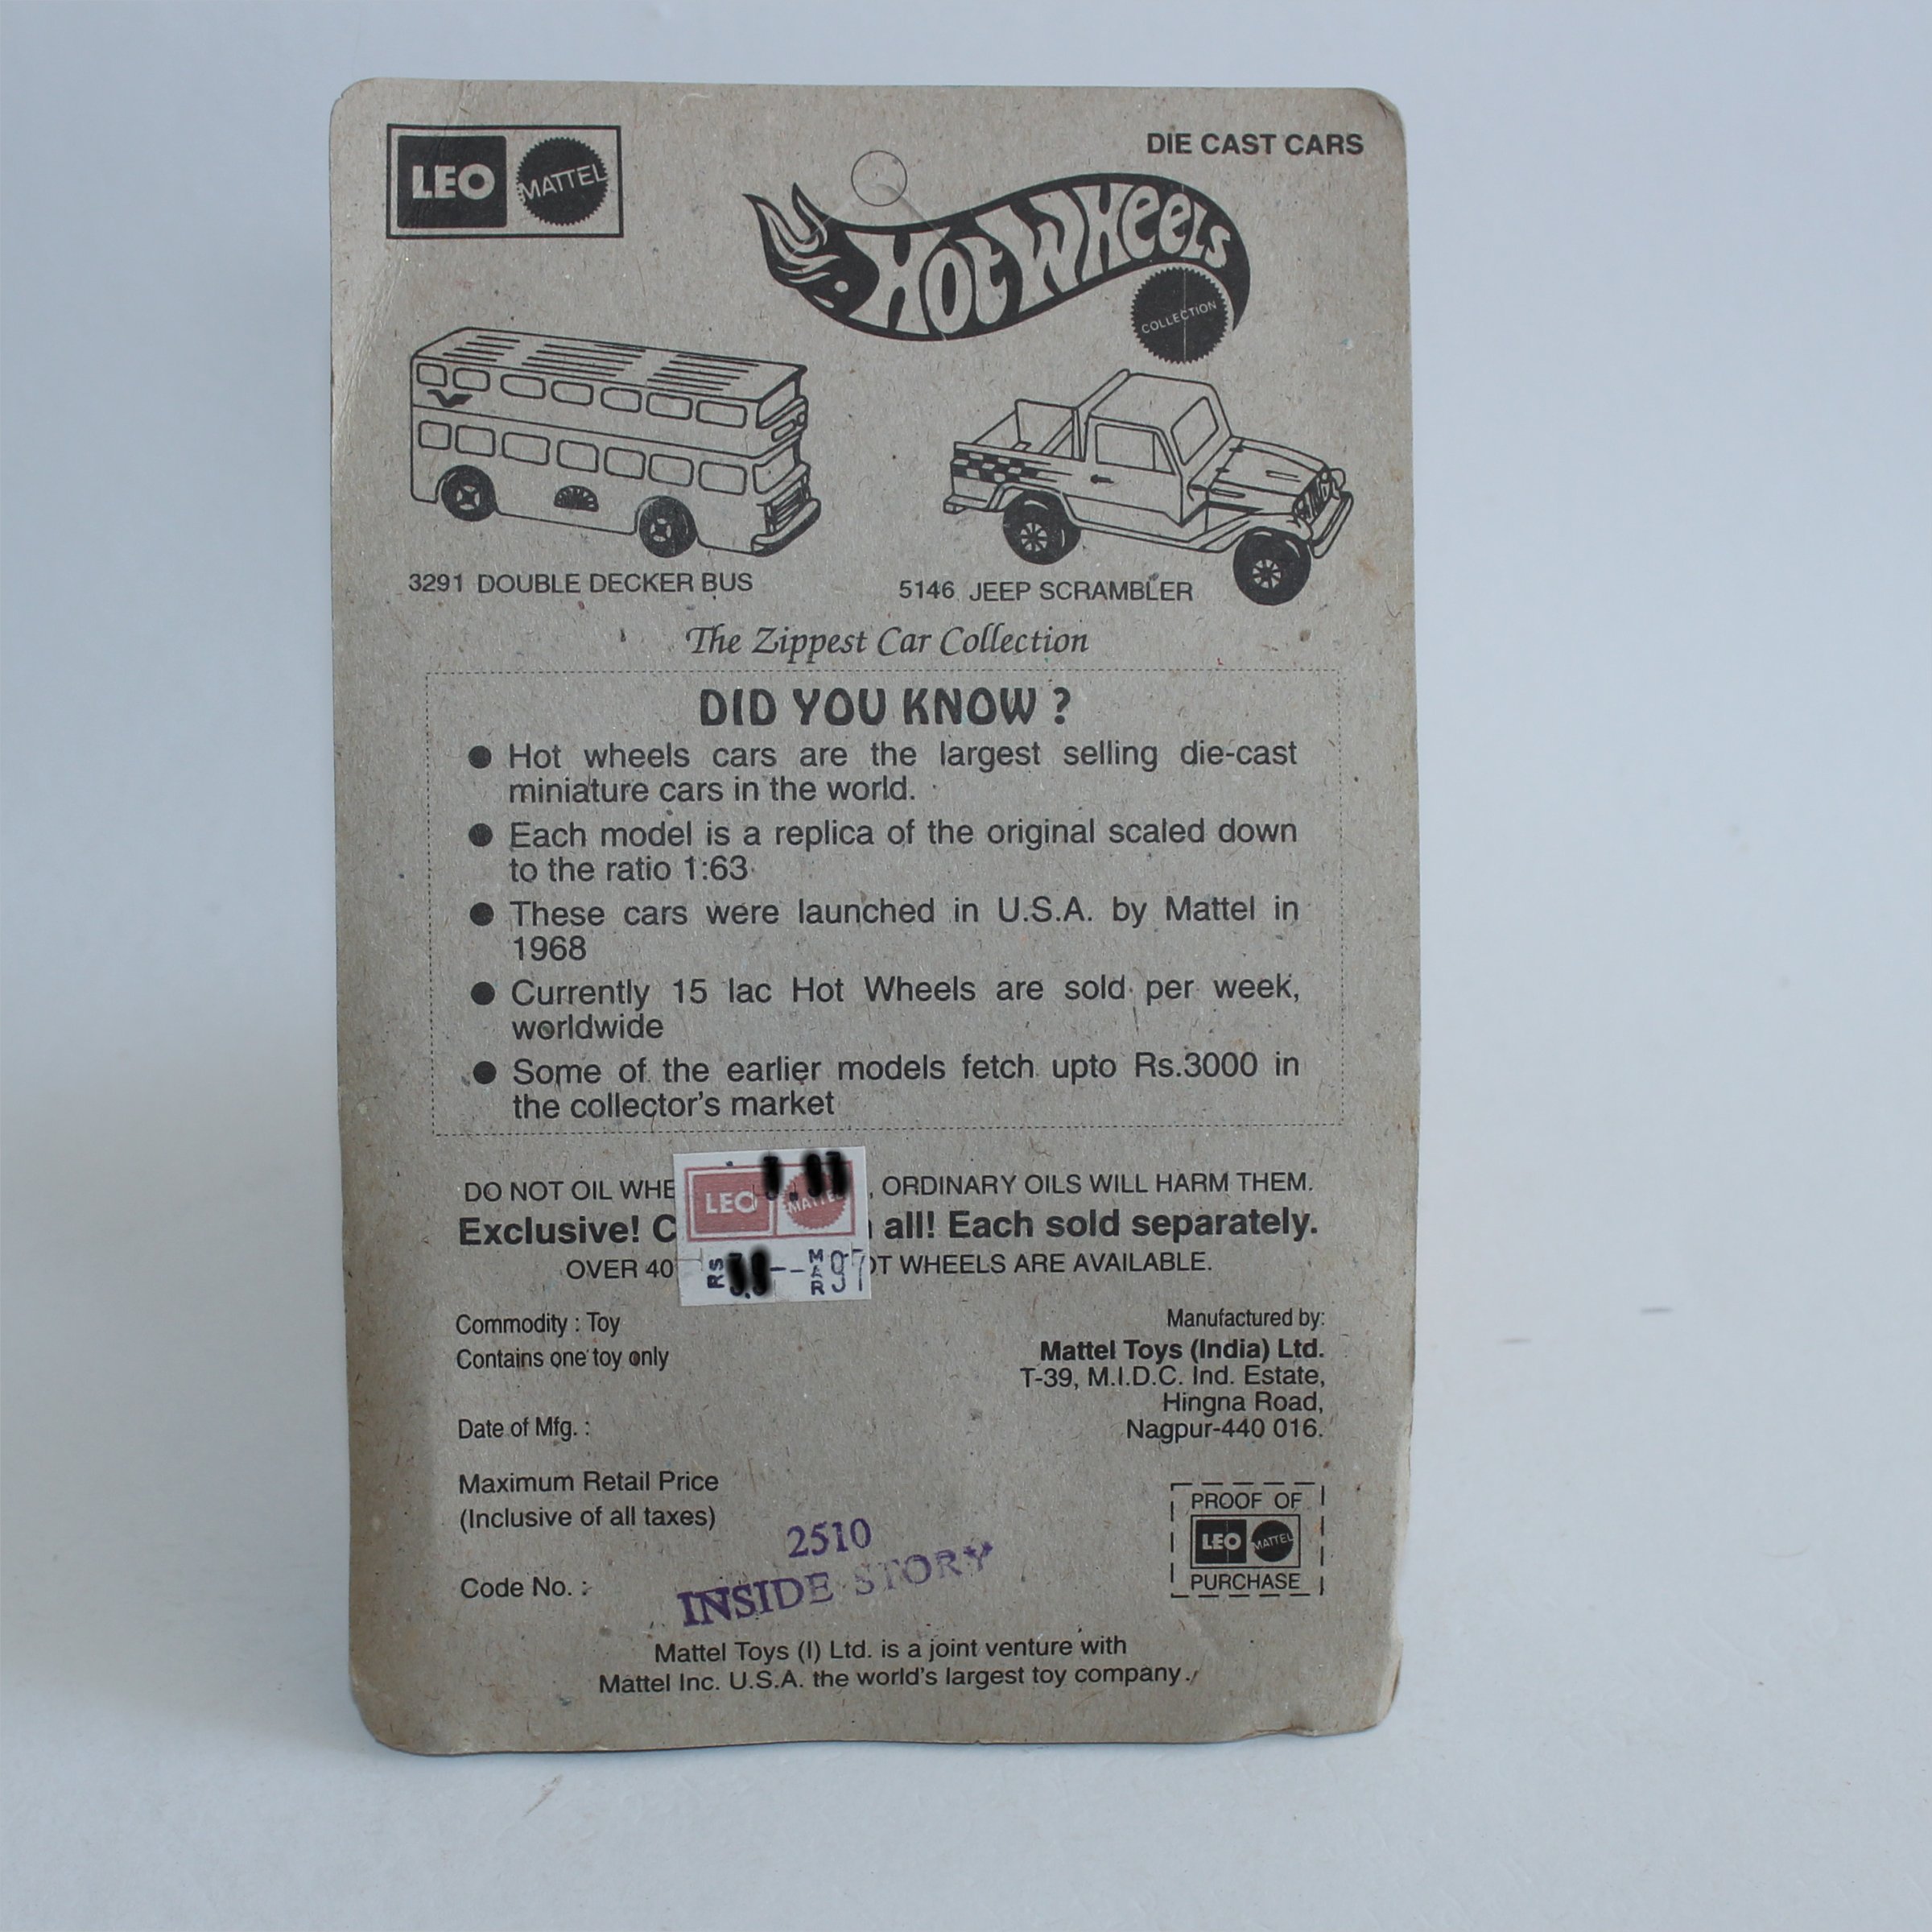 LEO MATTEL
DIE CAST CARS
Hot Wheels
COLLECTION
3291 DOUBLE DECKER BUS
5146 JEEP SCRAMBLER
The Zippest Car Collection
DID YOU KNOW ?
● Hot wheels cars are the largest selling die-cast
miniature cars in the world.
● Each model is a replica of the original scaled down
to the ratio 1:63
● These cars were launched in U.S.A. by Mattel in
1968
● Currently 15 lac Hot Wheels are sold per week,
worldwide
● Some of the earlier models fetch upto Rs.3000 in
the collector's market
DO NOT OIL , ORDINARY OILS WILL HARM THEM.
Exclusive! all! Each sold separately.
OVER WHEELS ARE AVAILABLE.
LEO MATTEL
RS MAR 97
Commodity : Toy
Contains one toy only
Date of Mfg. :
Maximum Retail Price
(Inclusive of all taxes)
Code No. :
2510
INSIDE STORY
Manufactured by:
Mattel Toys (India) Ltd.
T-39, M.I.D.C. Ind. Estate,
Hingna Road,
Nagpur-440 016.
PROOF OF
LEO MATTEL
PURCHASE
Mattel Toys (I) Ltd. is a joint venture with
Mattel Inc. U.S.A. the world's largest toy company.